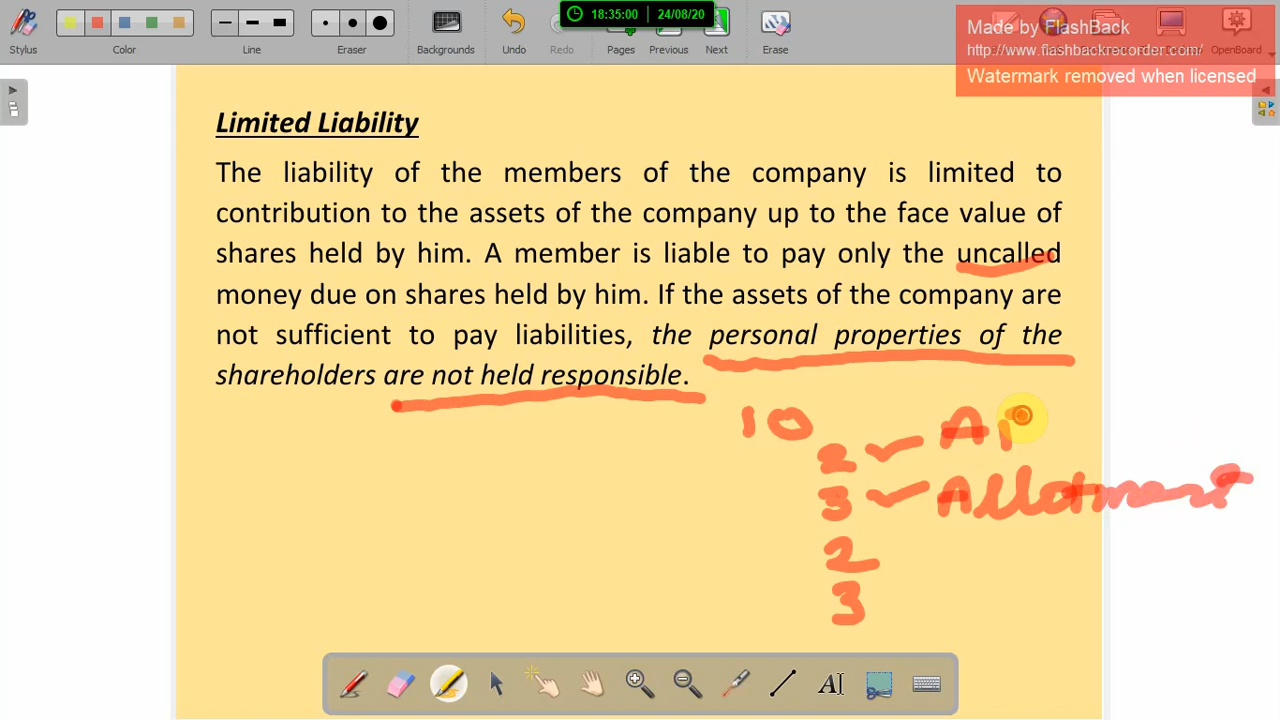 Stylus
Color
Line
Eraser
Backgrounds
Undo
Redo
Pages
Previous
Next
Erase
OpenBoard
18:35:00 | 24/08/20
Made by FlashBack
http://www.flashbackrecorder.com/
Watermark removed when licensed
Limited Liability
The liability of the members of the company is limited to
contribution to the assets of the company up to the face value of
shares held by him. A member is liable to pay only the uncalled
money due on shares held by him. If the assets of the company are
not sufficient to pay liabilities, the personal properties of the
shareholders are not held responsible.
10
2 Ap
3 Allotment
2
3